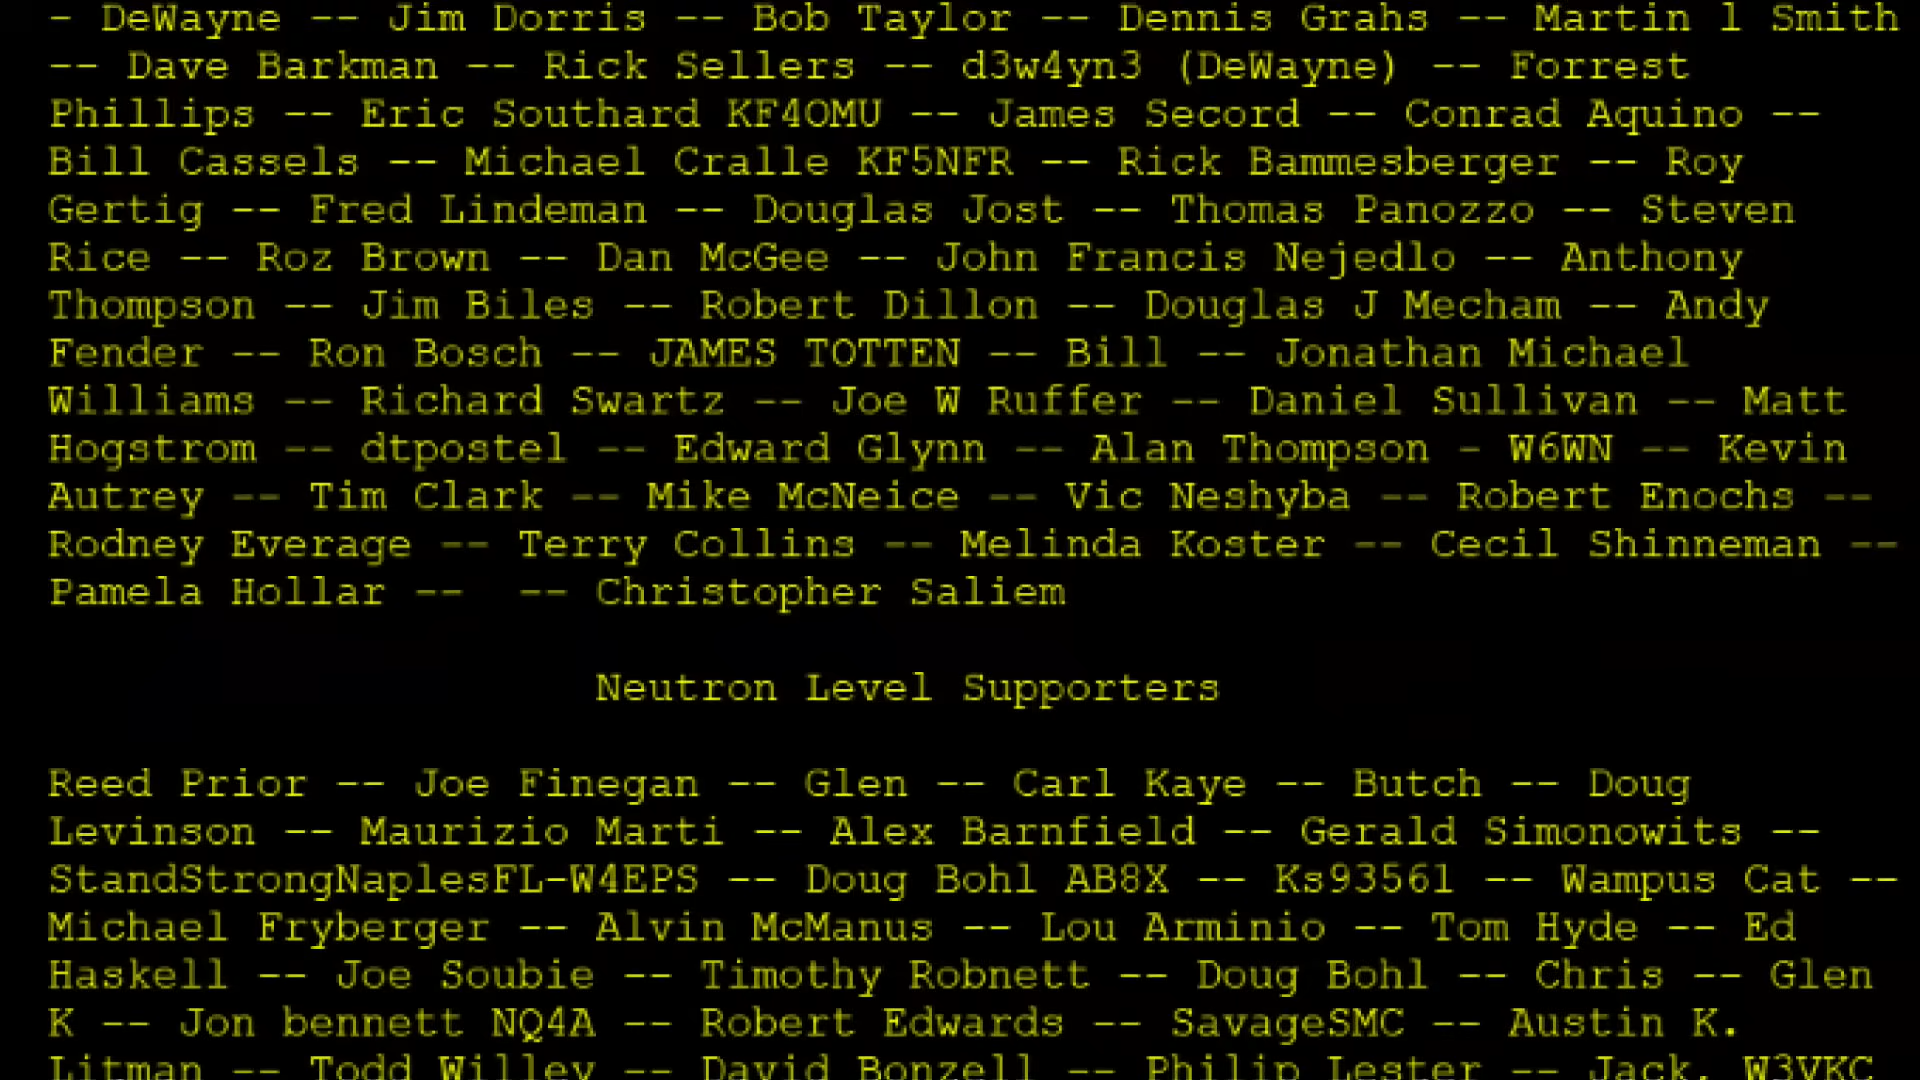 - DeWayne -- Jim Dorris -- Bob Taylor -- Dennis Grahs -- Martin l Smith
-- Dave Barkman -- Rick Sellers -- d3w4yn3 (DeWayne) -- Forrest
Phillips -- Eric Southard KF4OMU -- James Secord -- Conrad Aquino --
Bill Cassels -- Michael Cralle KF5NFR -- Rick Bammesberger -- Roy
Gertig -- Fred Lindeman -- Douglas Jost -- Thomas Panozzo -- Steven
Rice -- Roz Brown -- Dan McGee -- John Francis Nejedlo -- Anthony
Thompson -- Jim Biles -- Robert Dillon -- Douglas J Mecham -- Andy
Fender -- Ron Bosch -- JAMES TOTTEN -- Bill -- Jonathan Michael
Williams -- Richard Swartz -- Joe W Ruffer -- Daniel Sullivan -- Matt
Hogstrom -- dtpostel -- Edward Glynn -- Alan Thompson - W6WN -- Kevin
Autrey -- Tim Clark -- Mike McNeice -- Vic Neshyba -- Robert Enochs --
Rodney Everage -- Terry Collins -- Melinda Koster -- Cecil Shinneman --
Pamela Hollar --  -- Christopher Saliem
Neutron Level Supporters
Reed Prior -- Joe Finegan -- Glen -- Carl Kaye -- Butch -- Doug
Levinson -- Maurizio Marti -- Alex Barnfield -- Gerald Simonowits --
StandStrongNaplesFL-W4EPS -- Doug Bohl AB8X -- Ks93561 -- Wampus Cat --
Michael Fryberger -- Alvin McManus -- Lou Arminio -- Tom Hyde -- Ed
Haskell -- Joe Soubie -- Timothy Robnett -- Doug Bohl -- Chris -- Glen
K -- Jon bennett NQ4A -- Robert Edwards -- SavageSMC -- Austin K.
Litman -- Todd Willey -- David Bonzell -- Philip Lester -- Jack, W3VKC